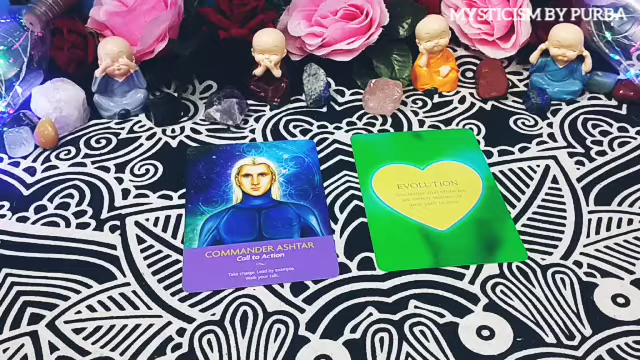 MYSTICISM BY PURBA
COMMANDER ASHTAR
Call to Action
Take charge. Lead by example.
Walk your talk.
EVOLUTION